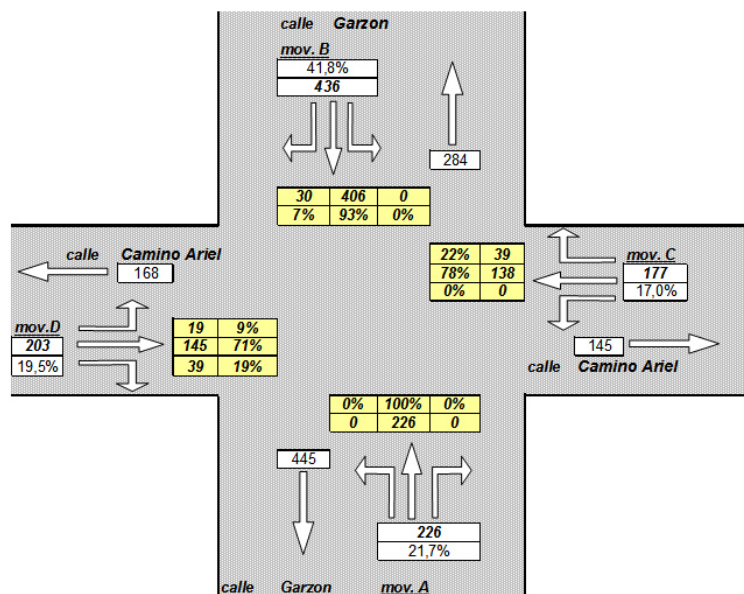 calle Garzon
mov. B
41,8%
436
284
30 406 0
7% 93% 0%
calle Camino Ariel
168
22% 39
78% 138
0% 0
mov. C
177
17,0%
mov.D
203
19,5%
19 9%
145 71%
39 19%
145
calle Camino Ariel
0% 100% 0%
0 226 0
445
226
21,7%
calle Garzon mov. A